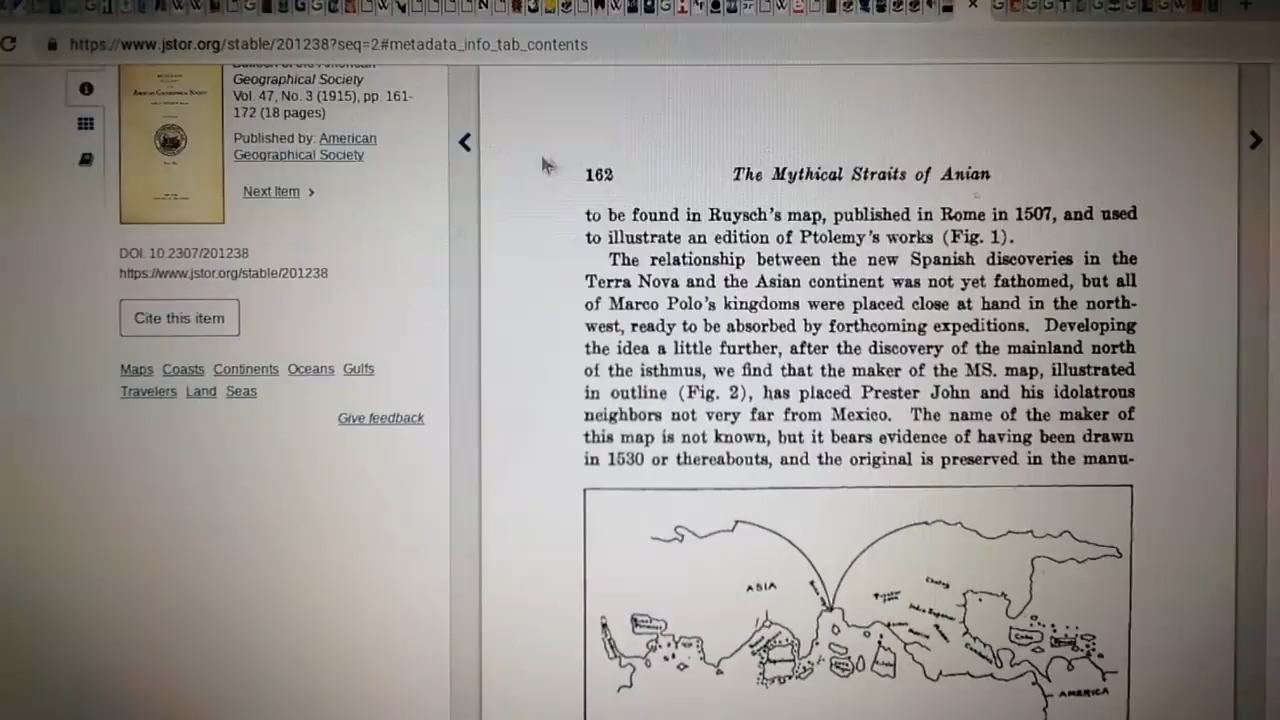 https://www.jstor.org/stable/201238?seq=2#metadata_info_tab_contents
Geographical Society
Vol. 47, No. 3 (1915), pp. 161-
172 (18 pages)
Published by: American
Geographical Society
Next Item >
DOI: 10.2307/201238
https://www.jstor.org/stable/201238
Cite this item
Maps Coasts Continents Oceans Gulfs
Travelers Land Seas
Give feedback
162 The Mythical Straits of Anian
to be found in Ruysch's map, published in Rome in 1507, and used
to illustrate an edition of Ptolemy's works (Fig. 1).
The relationship between the new Spanish discoveries in the
Terra Nova and the Asian continent was not yet fathomed, but all
of Marco Polo's kingdoms were placed close at hand in the north-
west, ready to be absorbed by forthcoming expeditions. Developing
the idea a little further, after the discovery of the mainland north
of the isthmus, we find that the maker of the MS. map, illustrated
in outline (Fig. 2), has placed Prester John and his idolatrous
neighbors not very far from Mexico. The name of the maker of
this map is not known, but it bears evidence of having been drawn
in 1530 or thereabouts, and the original is preserved in the manu-
ASIA
AMERICA